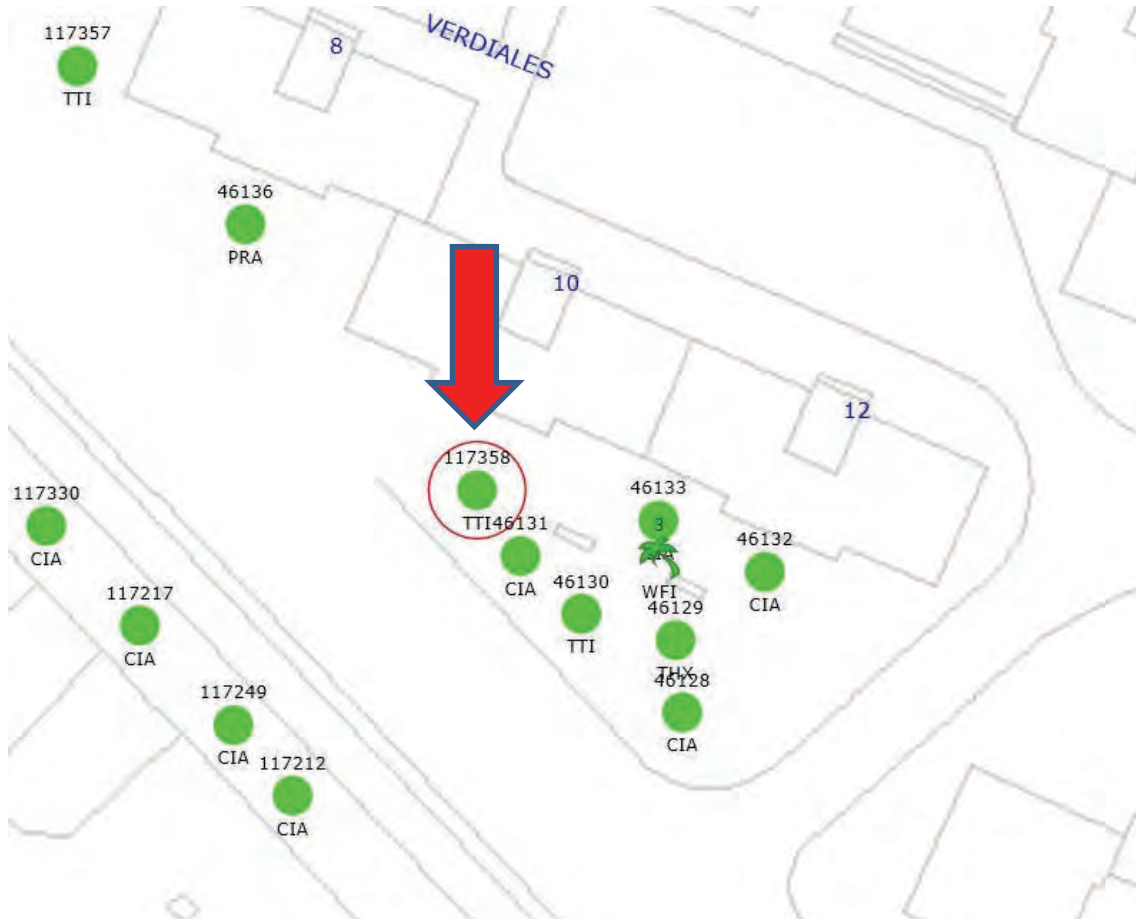 117357
TTI
8
VERDIALES
46136
PRA
10
12
117358
TTI
46131
CIA
46133
3
WFI
46132
CIA
46130
TTI
46129
THX
46128
CIA
117330
CIA
117217
CIA
117249
CIA
117212
CIA